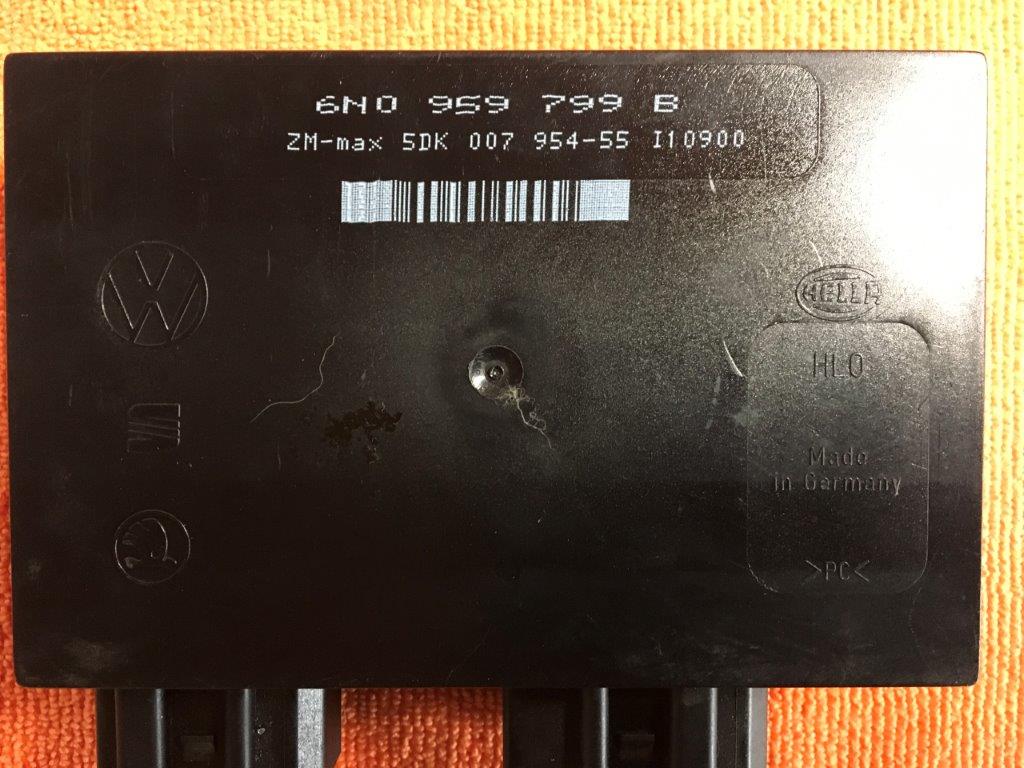 6N0 959 799 B
ZM-max 5DK 007 954-55 I10900
HELLA
HLO
Made
in Germany
>PC<